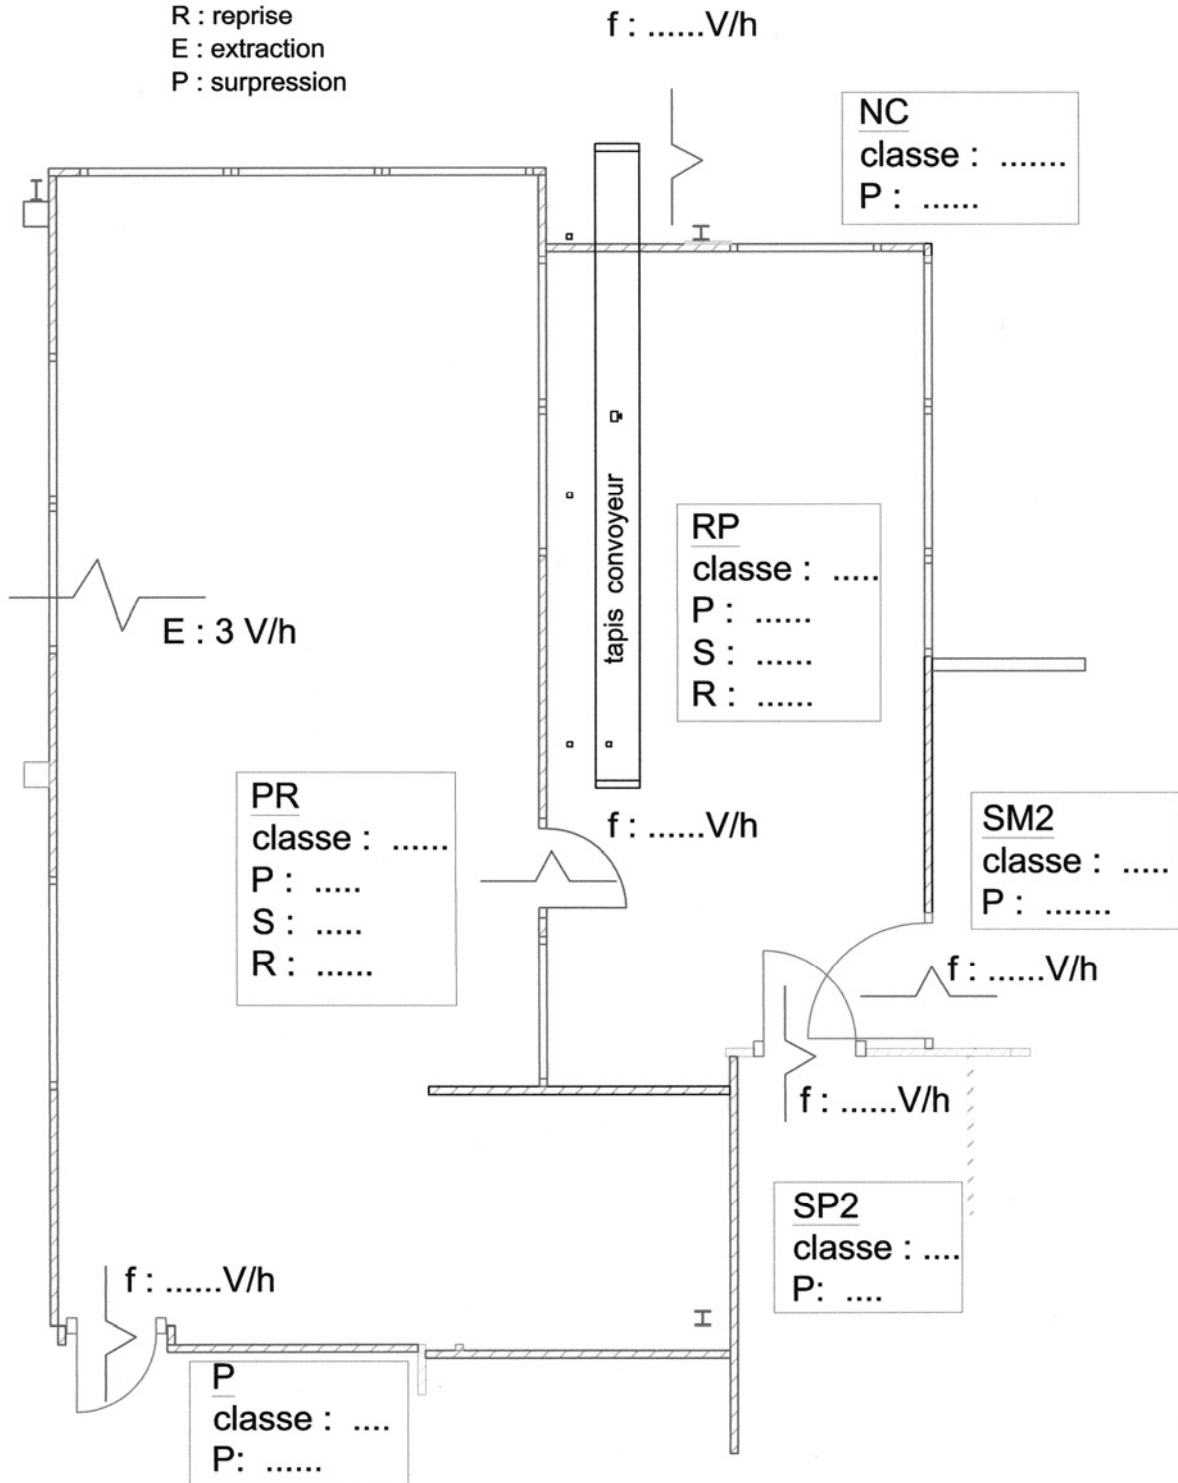 R : reprise
E : extraction
P : surpression
f : ......V/h
NC
classe : .......
P : ......
tapis convoyeur
RP
classe : .....
P : ......
S : ......
R : ......
E : 3 V/h
PR
classe : ......
P : .....
S : .....
R : ......
f : ......V/h
SM2
classe : .....
P : .......
f : ......V/h
f : ......V/h
SP2
classe : ....
P: ....
f : ......V/h
P
classe : ....
P: ......